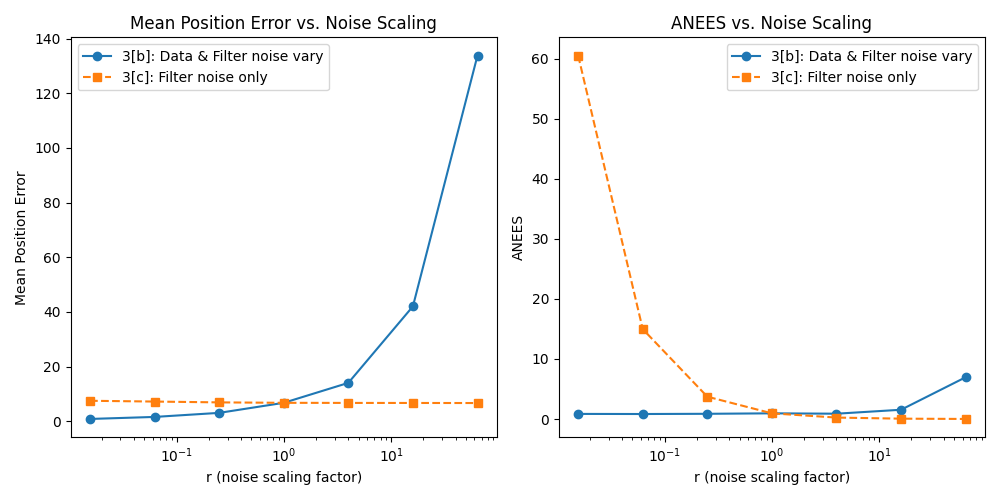 Mean Position Error vs. Noise Scaling
Mean Position Error
140
120
100
80
60
40
20
0
3[b]: Data & Filter noise vary
3[c]: Filter noise only
10⁻¹
10⁰
10¹
r (noise scaling factor)
ANEES vs. Noise Scaling
ANEES
60
50
40
30
20
10
0
3[b]: Data & Filter noise vary
3[c]: Filter noise only
10⁻¹
10⁰
10¹
r (noise scaling factor)